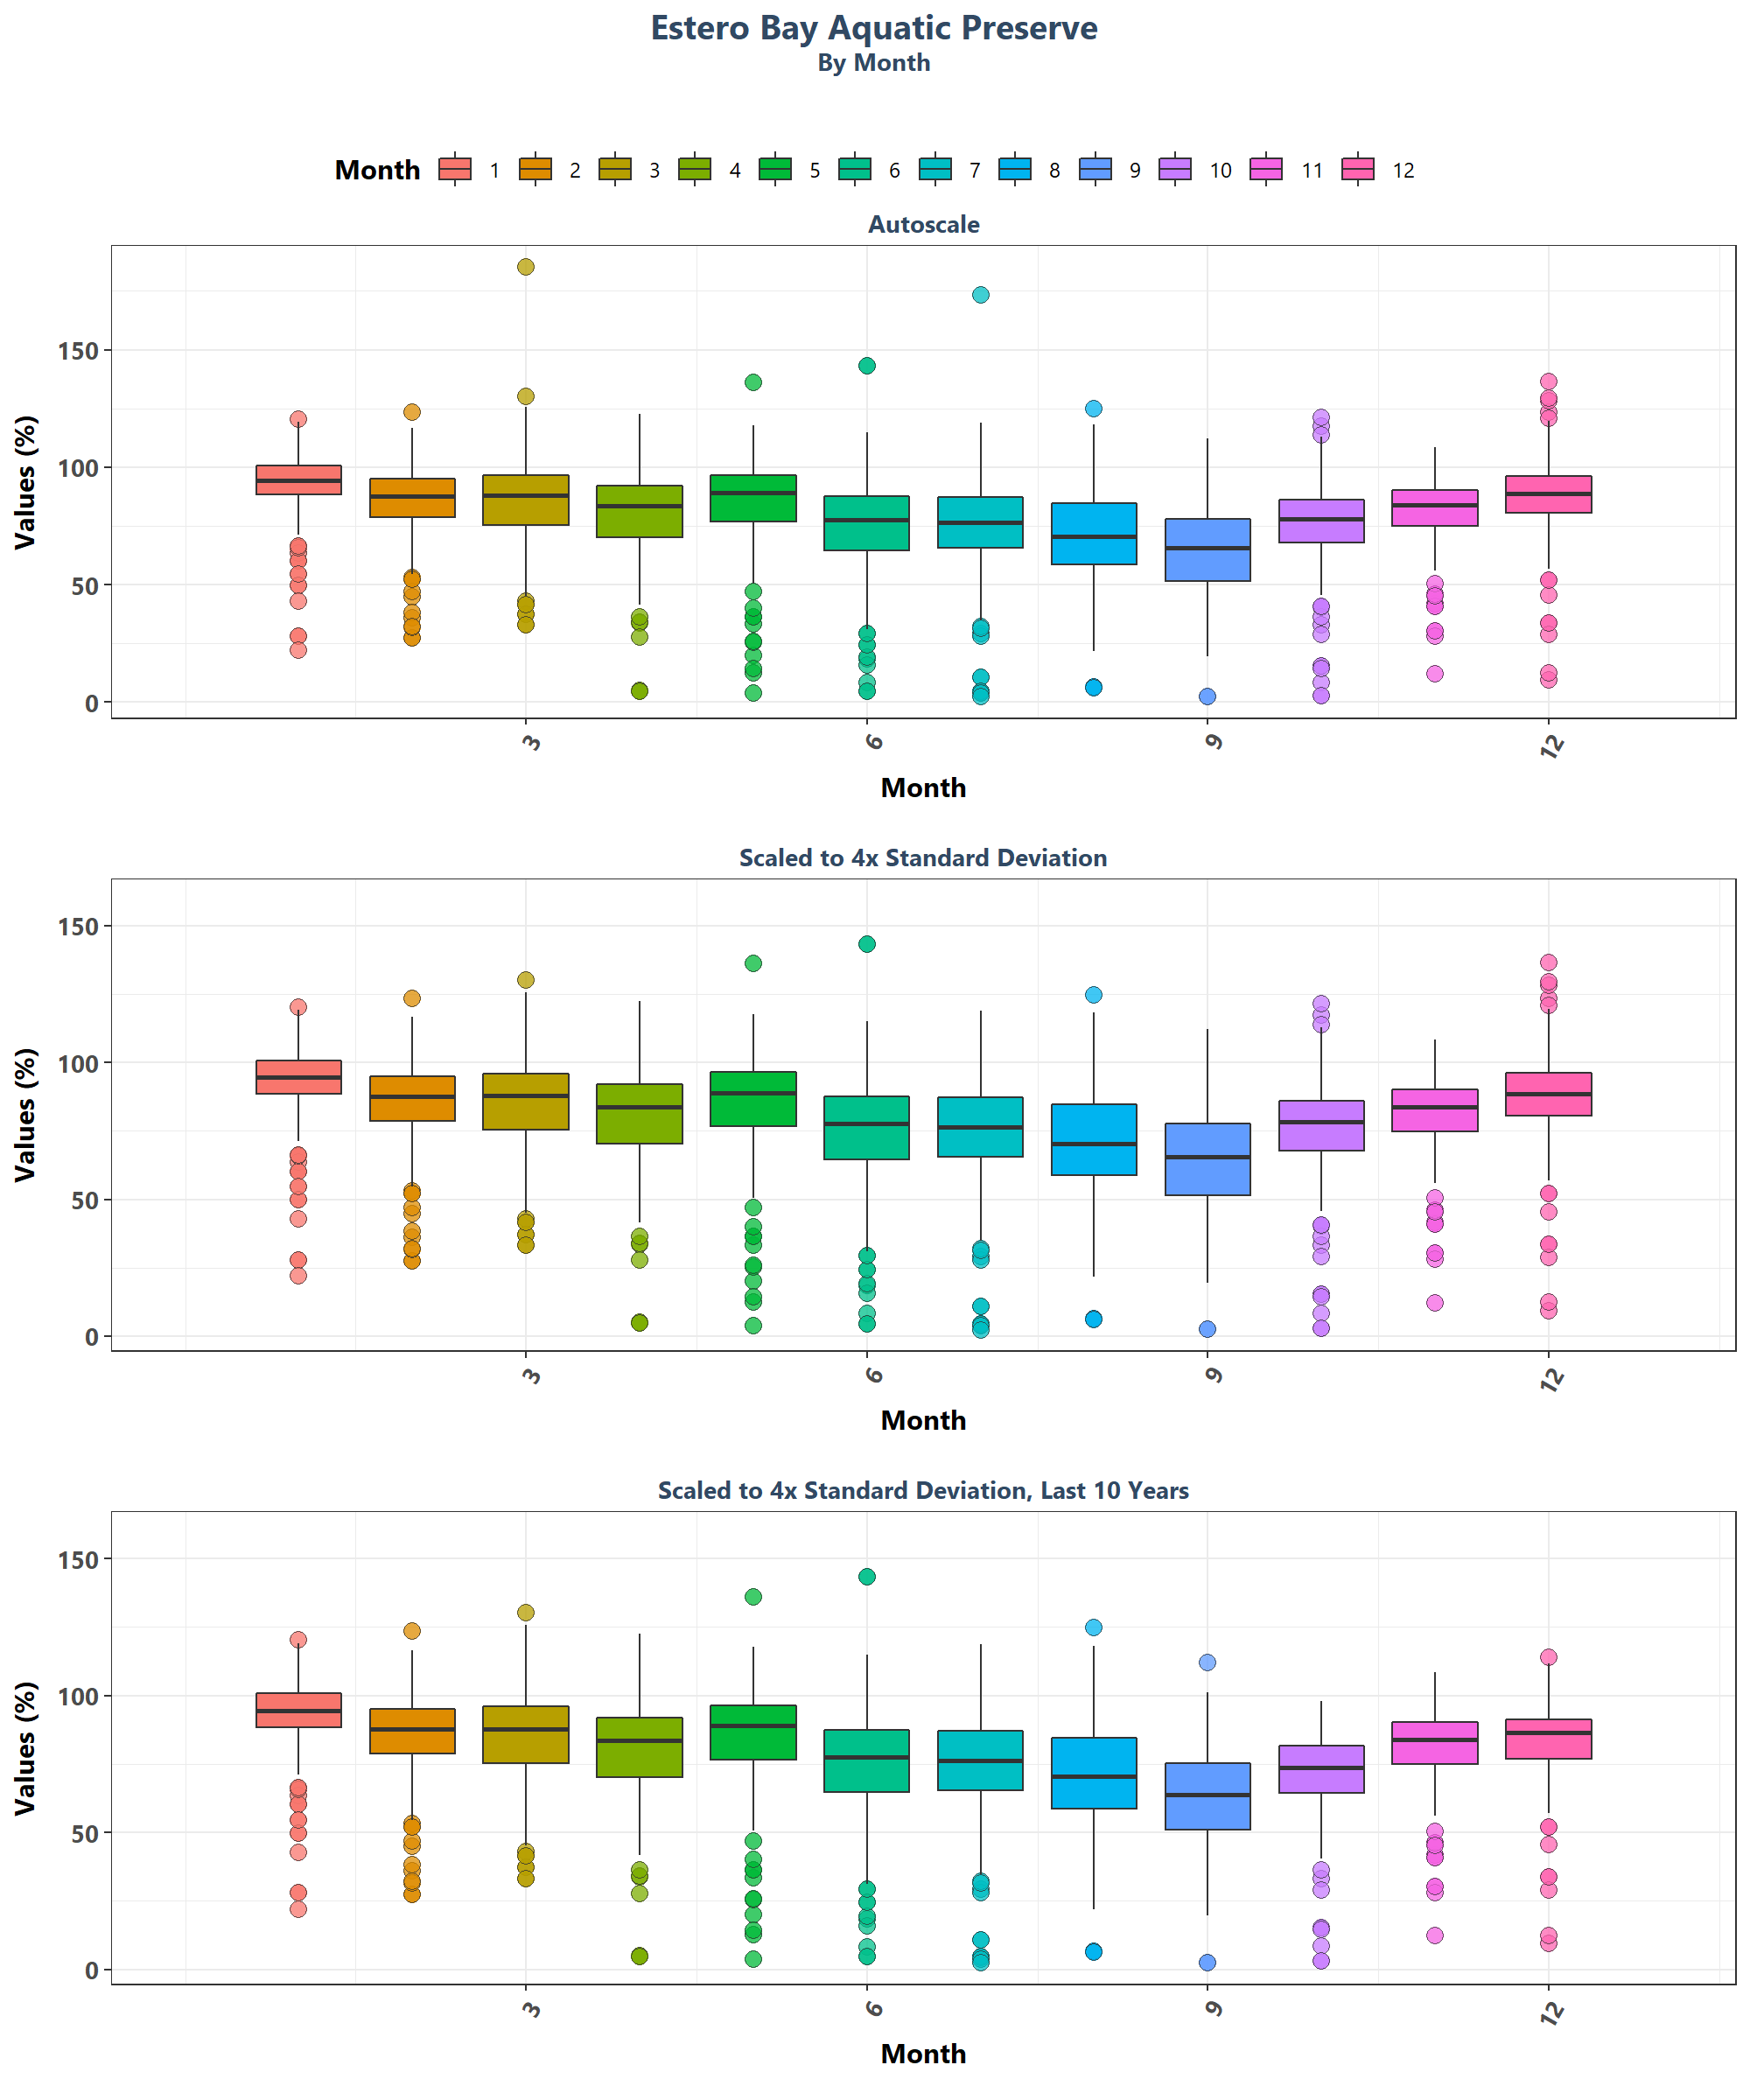 Estero Bay Aquatic Preserve
By Month
Month 1 2 3 4 5 6 7 8 9 10 11 12
Autoscale
Values (%)
150
100
50
0
3 6 9 12
Month
Scaled to 4x Standard Deviation
Values (%)
150
100
50
0
3 6 9 12
Month
Scaled to 4x Standard Deviation, Last 10 Years
Values (%)
150
100
50
0
3 6 9 12
Month